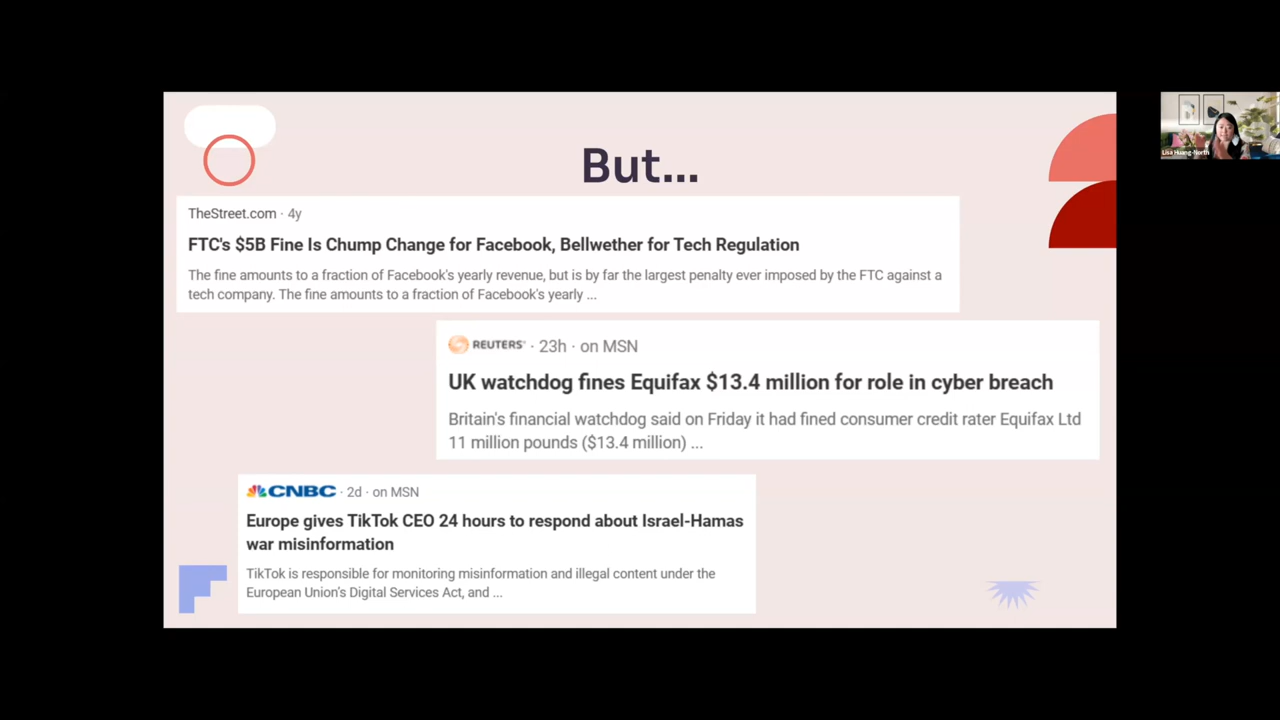 But...
TheStreet.com · 4y
FTC's $5B Fine Is Chump Change for Facebook, Bellwether for Tech Regulation
The fine amounts to a fraction of Facebook's yearly revenue, but is by far the largest penalty ever imposed by the FTC against a
tech company. The fine amounts to a fraction of Facebook's yearly ...
REUTERS · 23h · on MSN
UK watchdog fines Equifax $13.4 million for role in cyber breach
Britain's financial watchdog said on Friday it had fined consumer credit rater Equifax Ltd
11 million pounds ($13.4 million) ...
CNBC · 2d · on MSN
Europe gives TikTok CEO 24 hours to respond about Israel-Hamas
war misinformation
TikTok is responsible for monitoring misinformation and illegal content under the
European Union's Digital Services Act, and ...
Lisa Huang-North